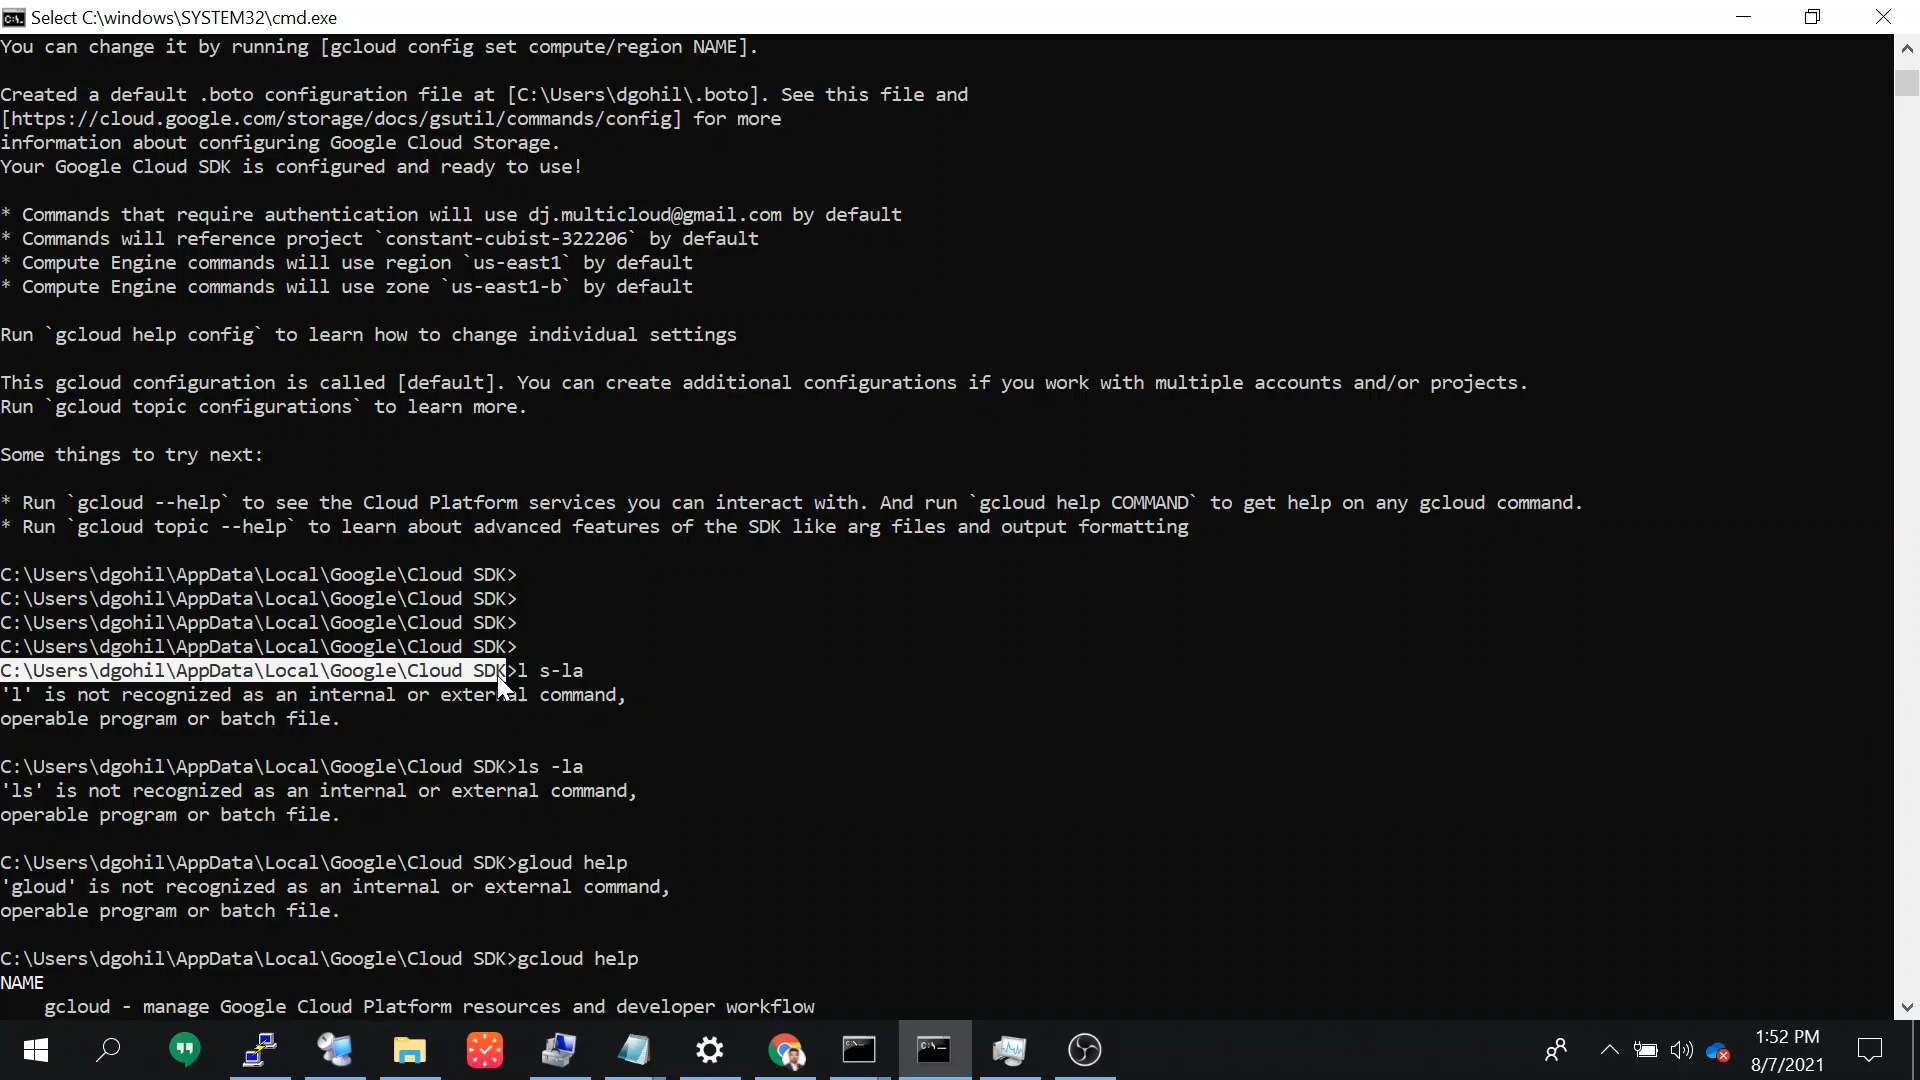 Select C:\windows\SYSTEM32\cmd.exe
You can change it by running [gcloud config set compute/region NAME].
Created a default .boto configuration file at [C:\Users\dgohil\.boto]. See this file and
[https://cloud.google.com/storage/docs/gsutil/commands/config] for more
information about configuring Google Cloud Storage.
Your Google Cloud SDK is configured and ready to use!
* Commands that require authentication will use dj.multicloud@gmail.com by default
* Commands will reference project `constant-cubist-322206` by default
* Compute Engine commands will use region `us-east1` by default
* Compute Engine commands will use zone `us-east1-b` by default
Run `gcloud help config` to learn how to change individual settings
This gcloud configuration is called [default]. You can create additional configurations if you work with multiple accounts and/or projects.
Run `gcloud topic configurations` to learn more.
Some things to try next:
* Run `gcloud --help` to see the Cloud Platform services you can interact with. And run `gcloud help COMMAND` to get help on any gcloud command.
* Run `gcloud topic --help` to learn about advanced features of the SDK like arg files and output formatting
C:\Users\dgohil\AppData\Local\Google\Cloud SDK>
C:\Users\dgohil\AppData\Local\Google\Cloud SDK>
C:\Users\dgohil\AppData\Local\Google\Cloud SDK>
C:\Users\dgohil\AppData\Local\Google\Cloud SDK>
C:\Users\dgohil\AppData\Local\Google\Cloud SDK>l s-la
'l' is not recognized as an internal or external command,
operable program or batch file.
C:\Users\dgohil\AppData\Local\Google\Cloud SDK>ls -la
'ls' is not recognized as an internal or external command,
operable program or batch file.
C:\Users\dgohil\AppData\Local\Google\Cloud SDK>gloud help
'gloud' is not recognized as an internal or external command,
operable program or batch file.
C:\Users\dgohil\AppData\Local\Google\Cloud SDK>gcloud help
NAME
    gcloud - manage Google Cloud Platform resources and developer workflow
1:52 PM
8/7/2021